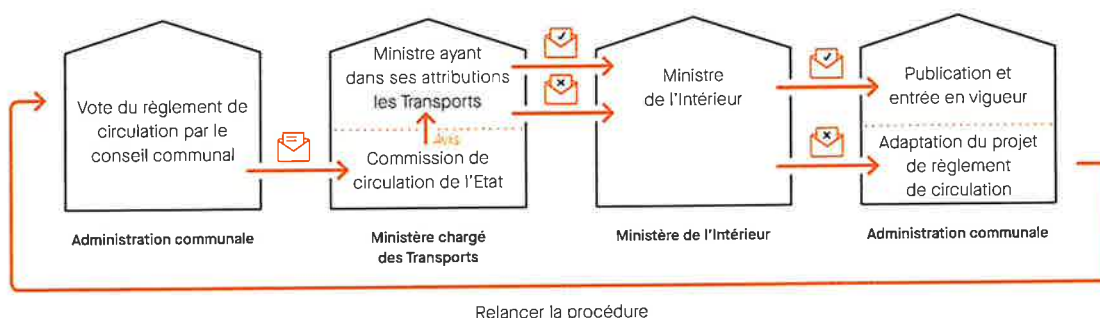 Vote du règlement de
circulation par le
conseil communal
Administration communale
Ministre ayant
dans ses attributions
les Transports
Avis
Commission de
circulation de l'Etat
Ministère chargé
des Transports
Ministre
de l'Intérieur
Ministère de l'Intérieur
Publication et
entrée en vigueur
Adaptation du projet
de règlement
de circulation
Administration communale
Relancer la procédure